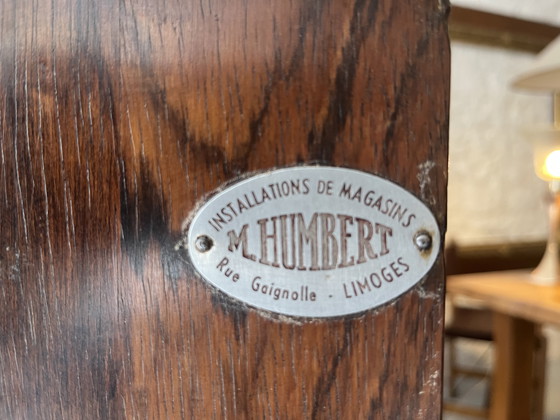 INSTALLATIONS DE MAGASINS
M. HUMBERT
Rue Gaignolle - LIMOGES